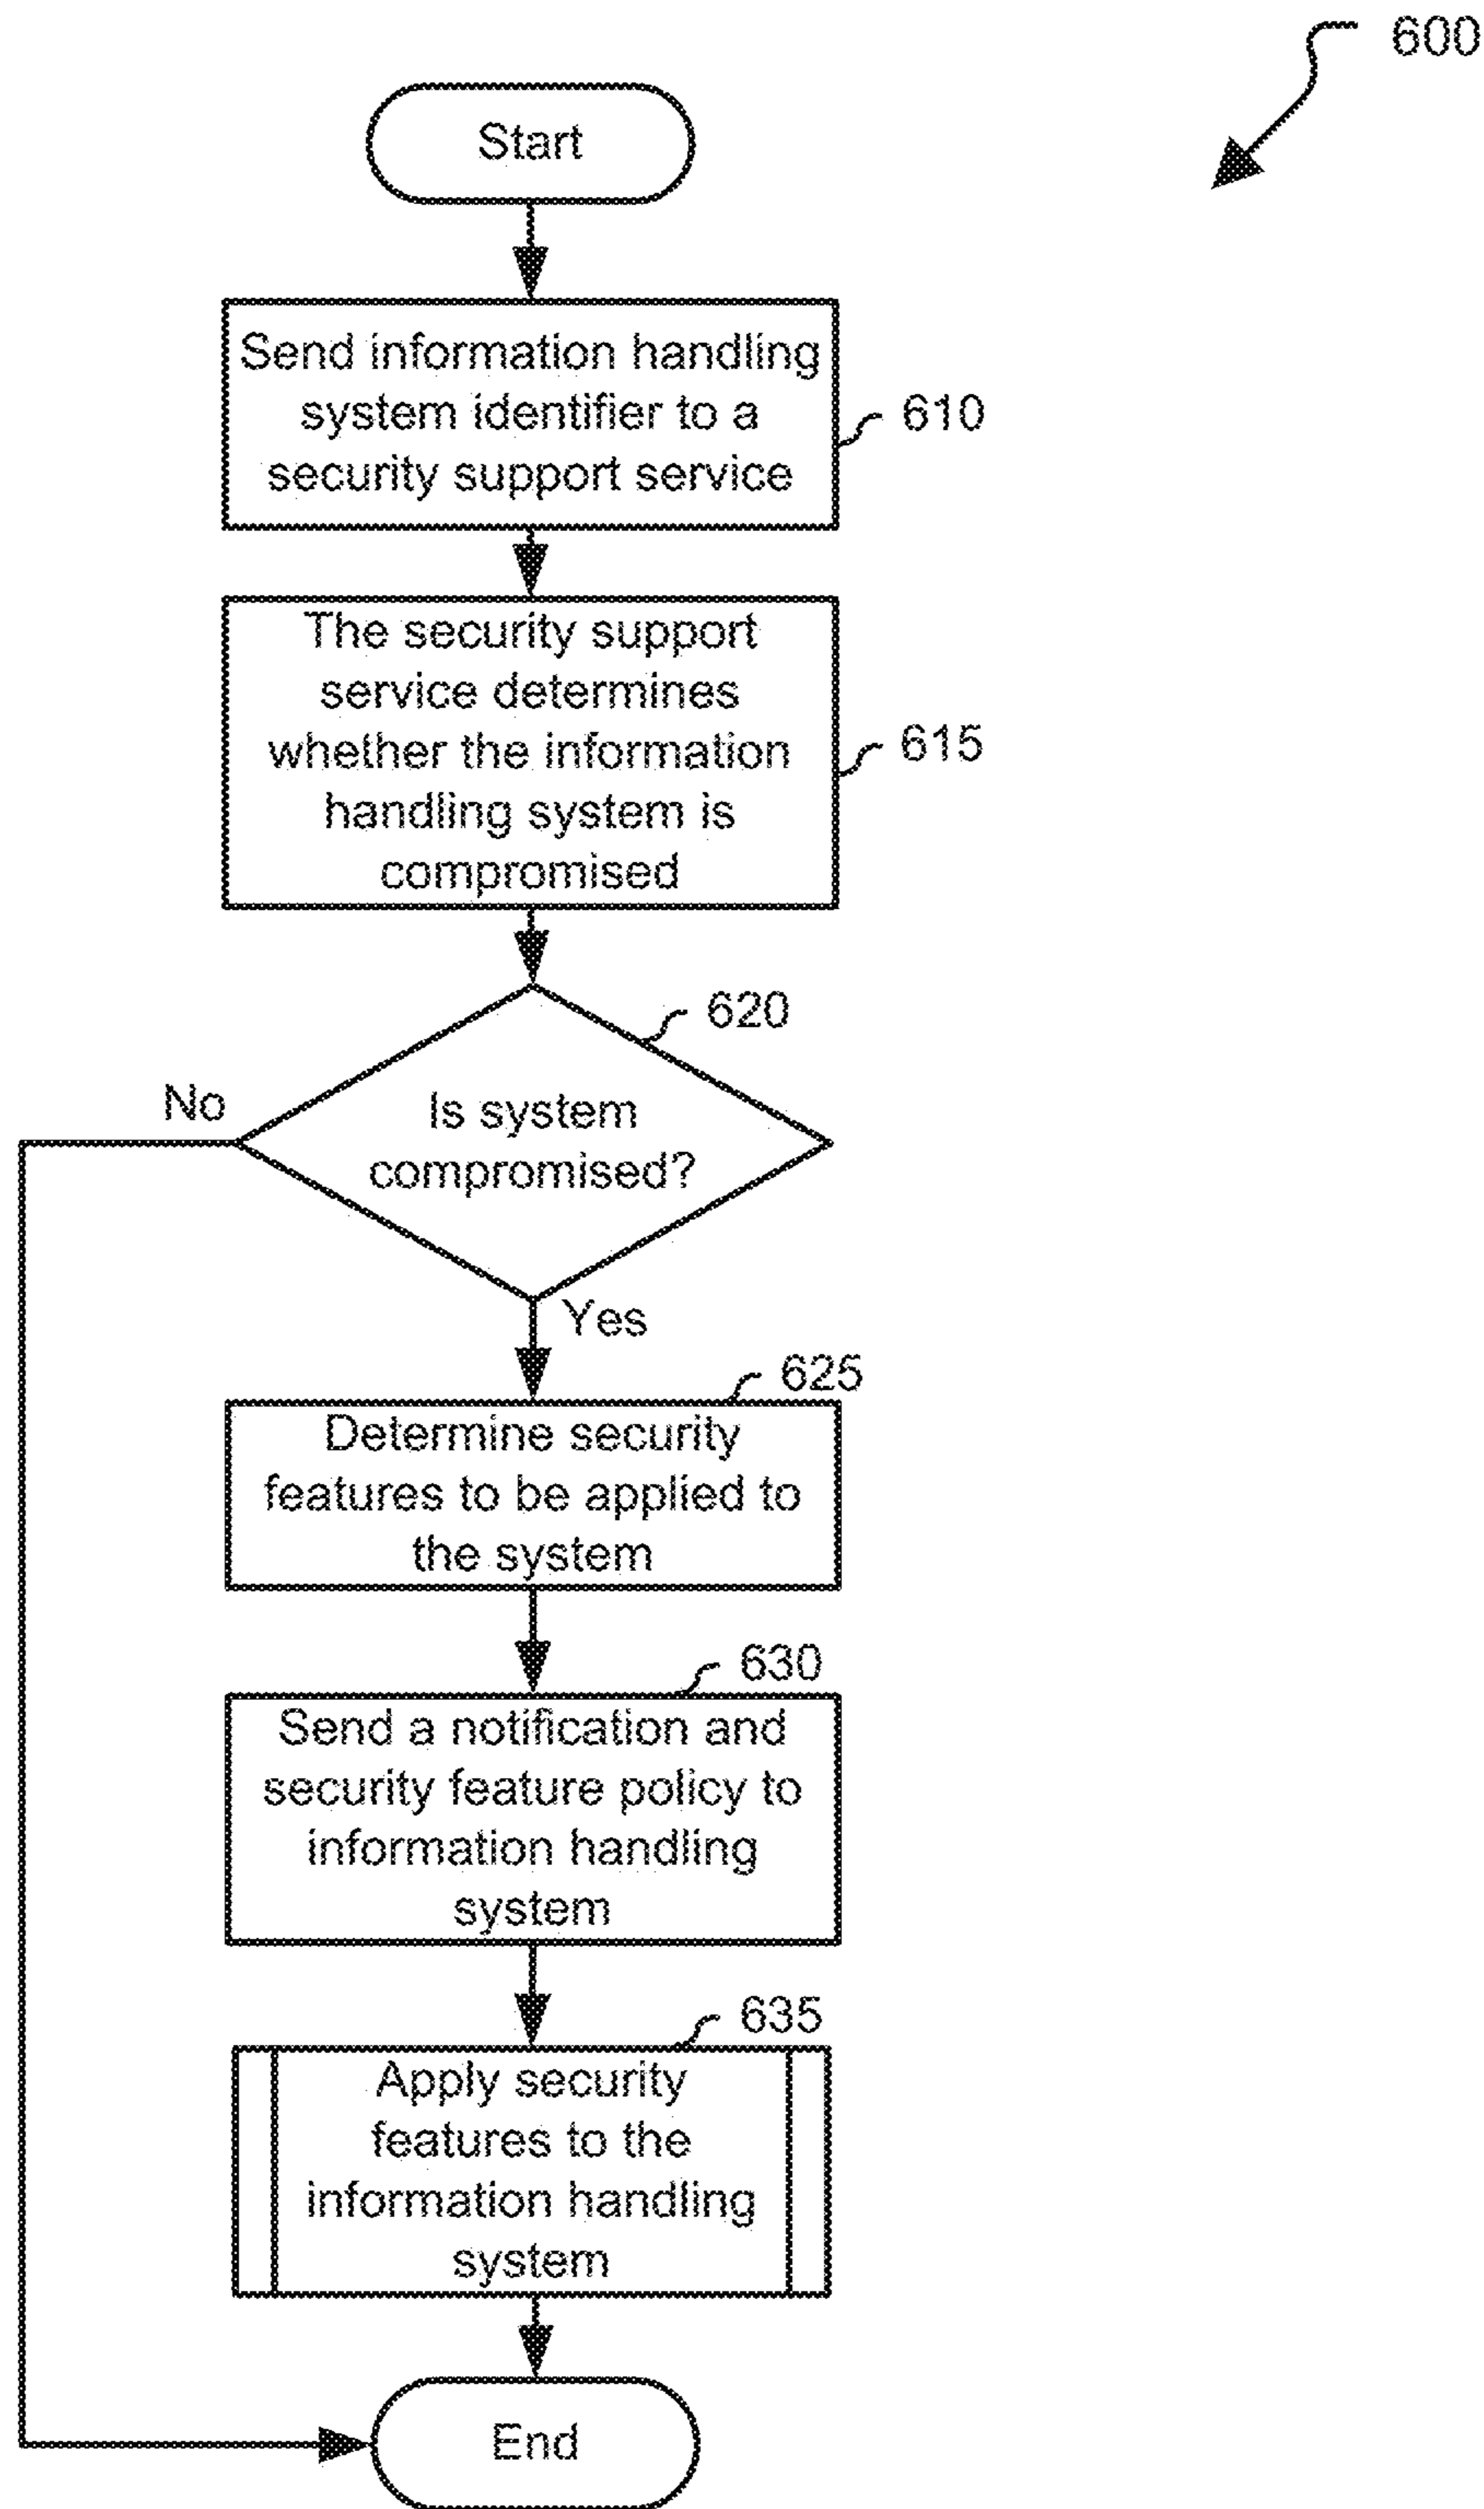 600
Start
Send information handling
system identifier to a
security support service
610
The security support
service determines
whether the information
handling system is
compromised
615
620
No
Is system
compromised?
Yes
625
Determine security
features to be applied to
the system
630
Send a notification and
security feature policy to
information handling
system
635
Apply security
features to the
information handling
system
End